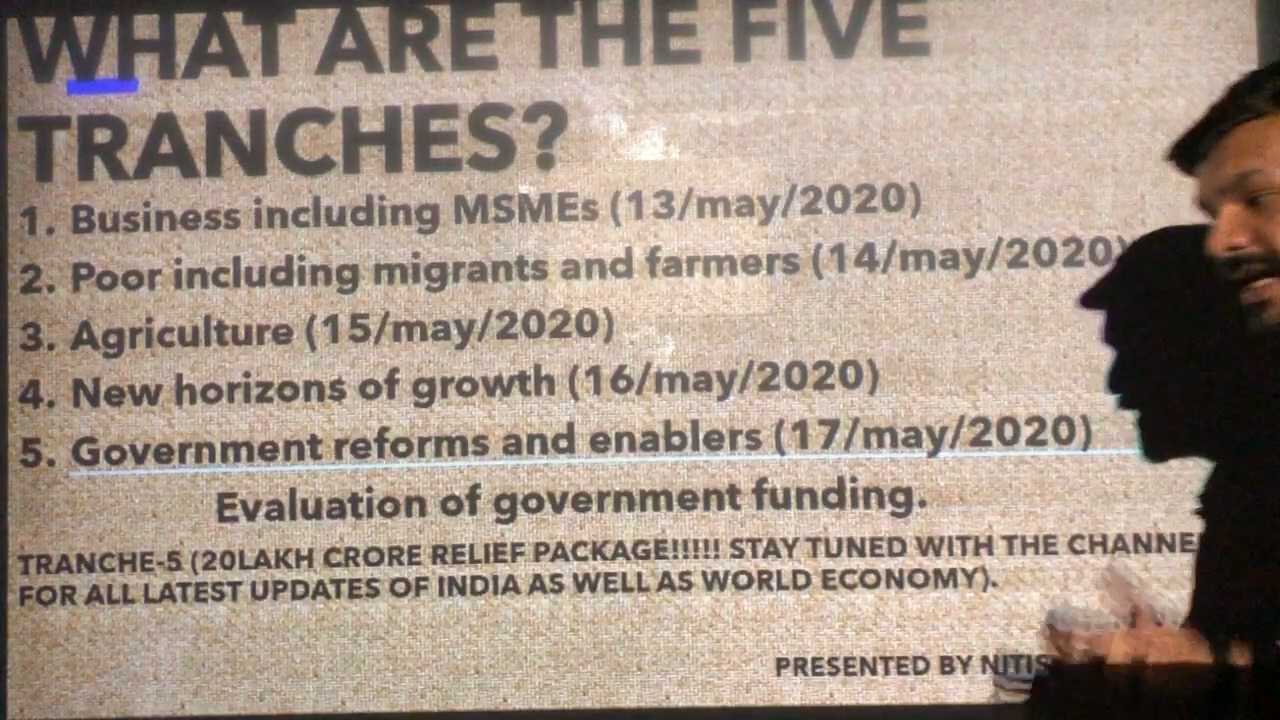 WHAT ARE THE FIVE
TRANCHES?
1. Business including MSMEs (13/may/2020)
2. Poor including migrants and farmers (14/may/2020)
3. Agriculture (15/may/2020)
4. New horizons of growth (16/may/2020)
5. Government reforms and enablers (17/may/2020)
Evaluation of government funding.
TRANCHE-5 (20LAKH CRORE RELIEF PACKAGE!!!!! STAY TUNED WITH THE CHANNE
FOR ALL LATEST UPDATES OF INDIA AS WELL AS WORLD ECONOMY).
PRESENTED BY NITIS